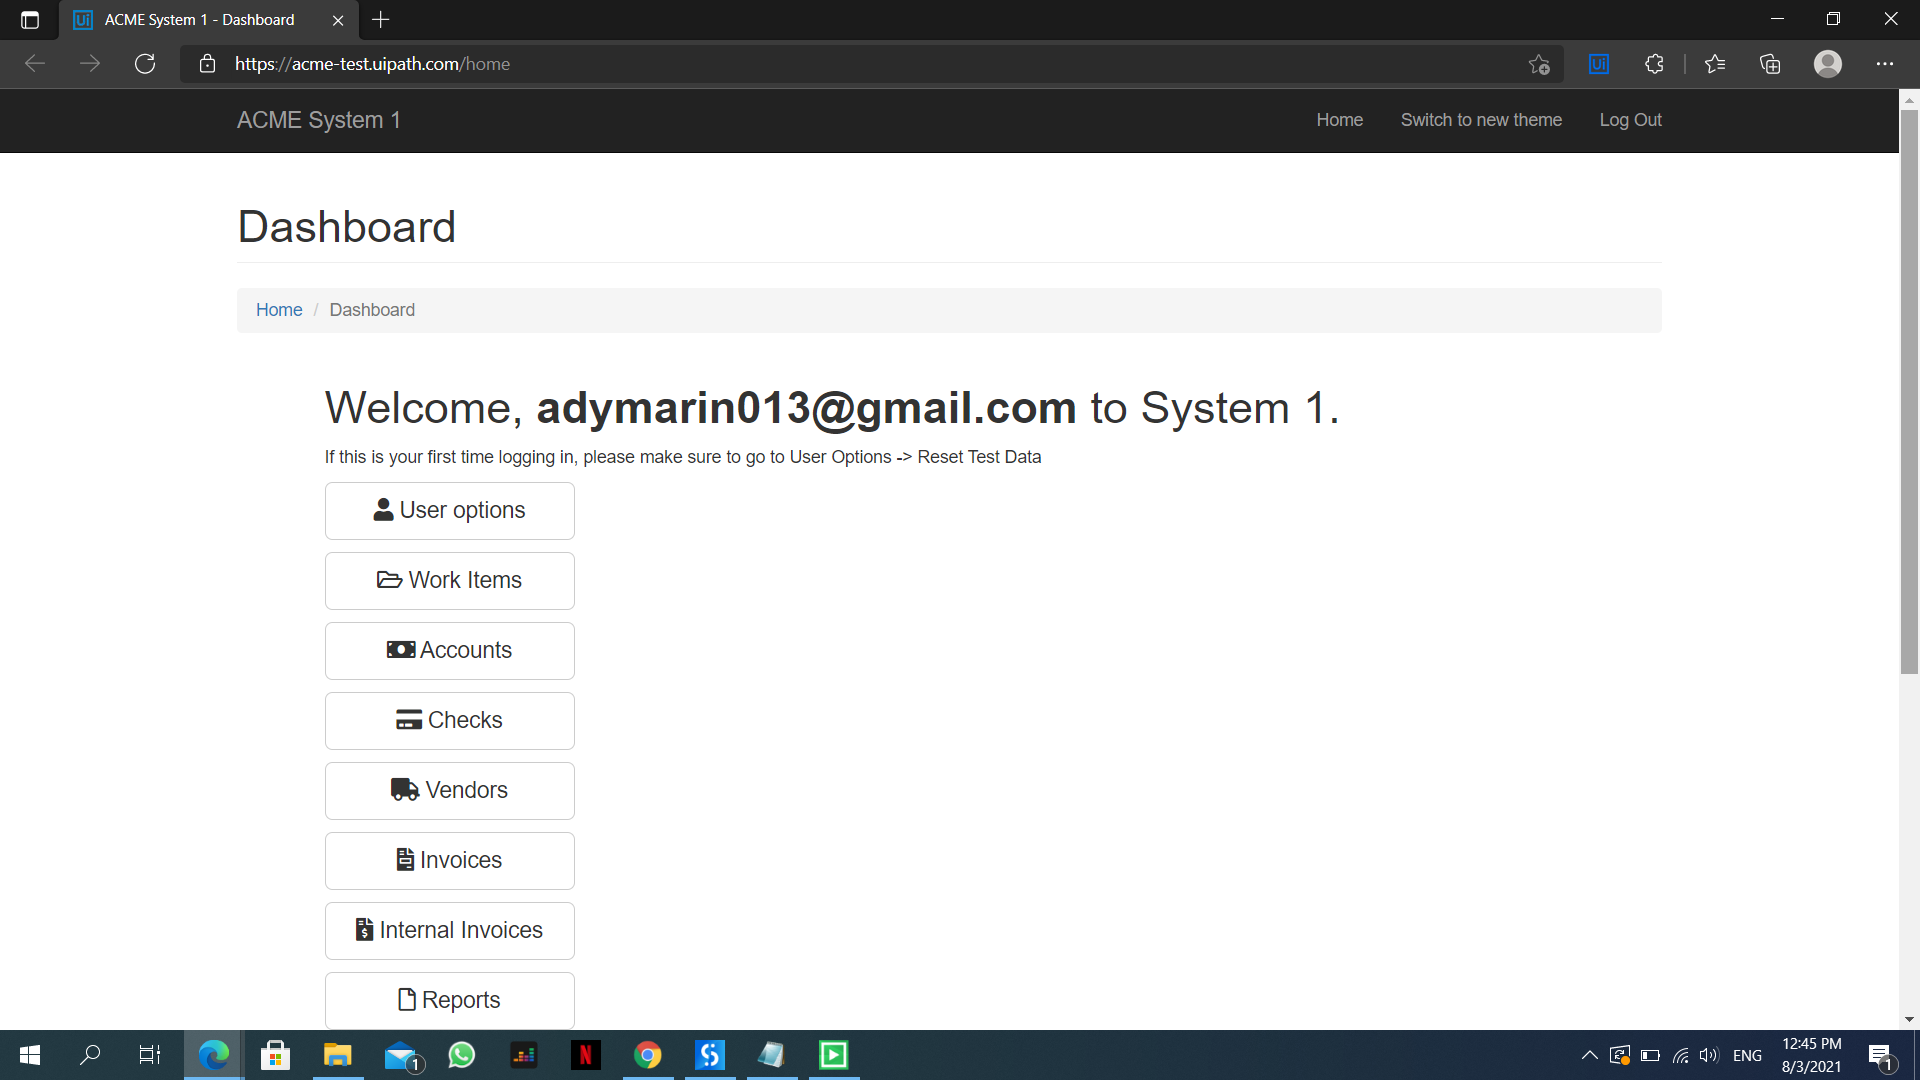 ACME System 1 - Dashboard
https://acme-test.uipath.com/home
ACME System 1
Home
Switch to new theme
Log Out
Dashboard
Home / Dashboard
Welcome, adymarin013@gmail.com to System 1.
If this is your first time logging in, please make sure to go to User Options -> Reset Test Data
User options
Work Items
Accounts
Checks
Vendors
Invoices
Internal Invoices
Reports
1
N
ENG
12:45 PM
8/3/2021
1